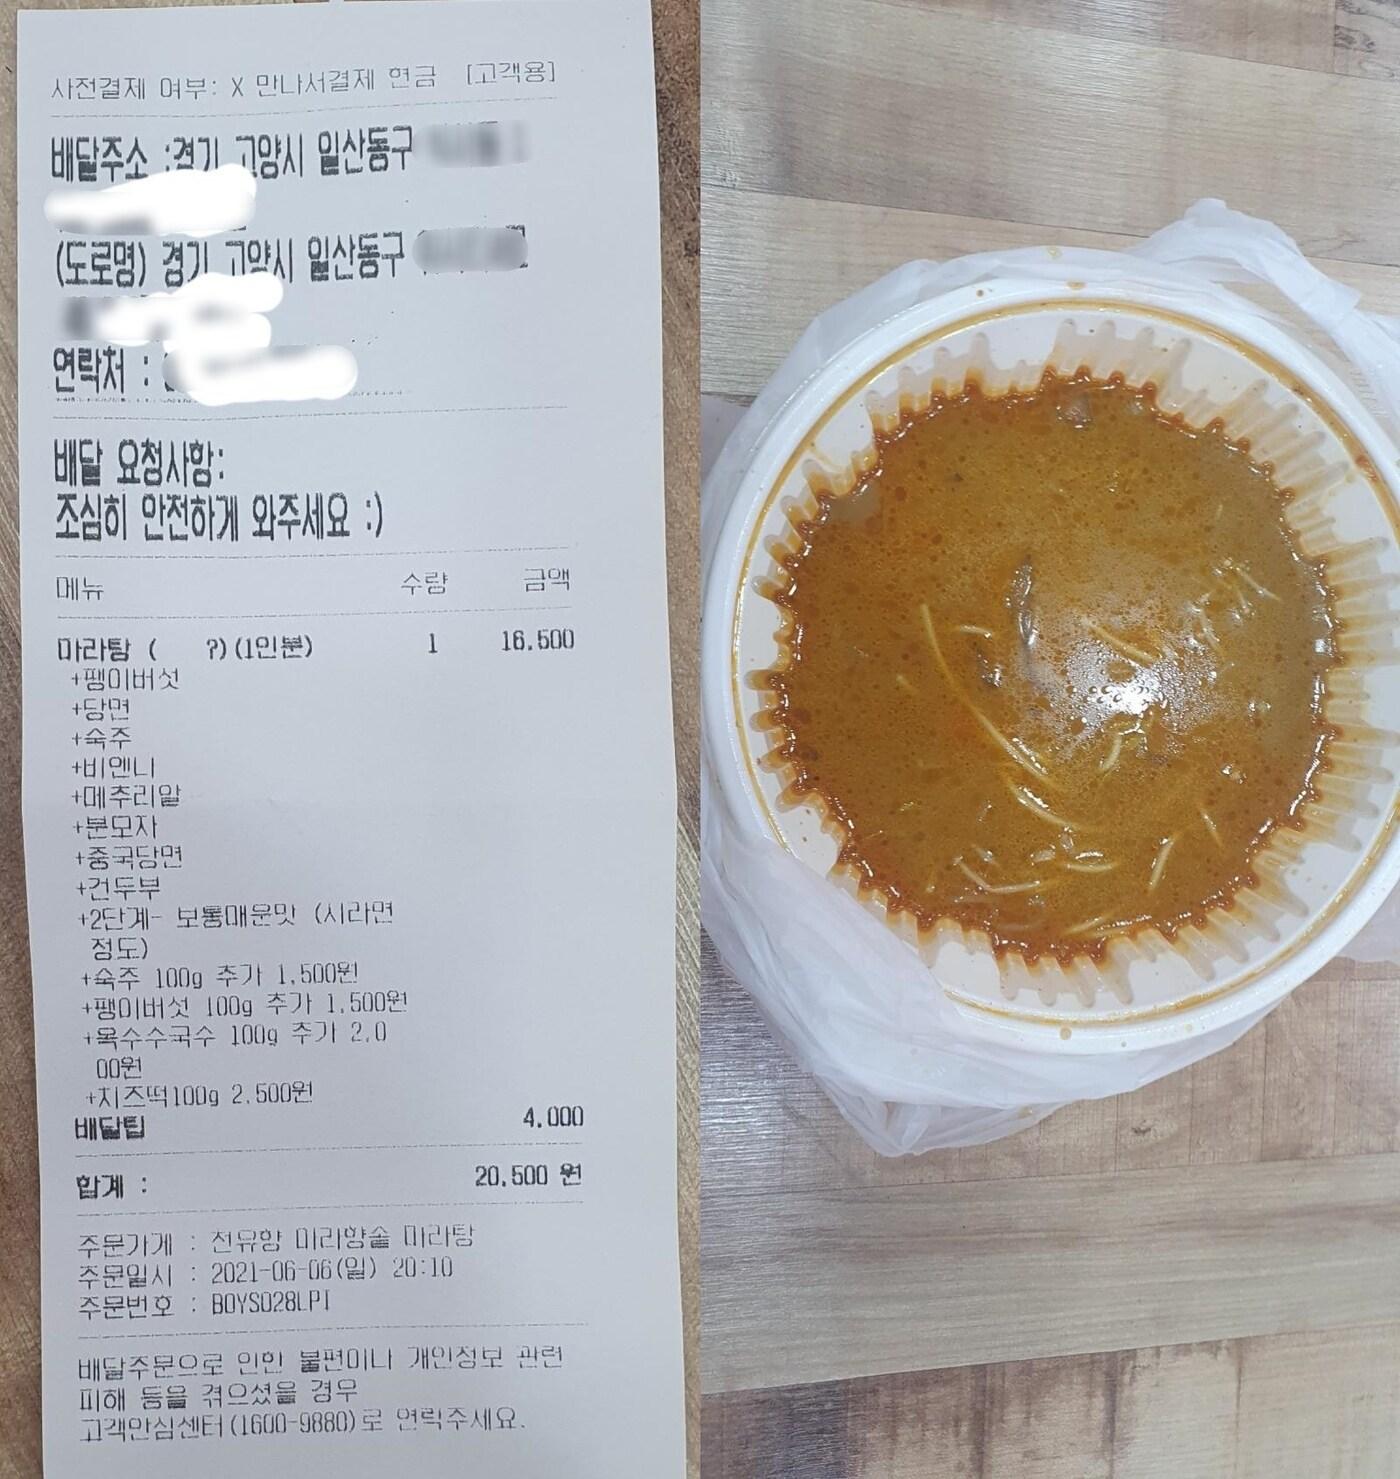 사전결제 여부: X 만나서결제 현금 [고객용]
배달주소 :경기 고양시 일산동구
(도로명) 경기 고양시 일산동구
연락처 :
배달 요청사항:
조심히 안전하게 와주세요 :)
메뉴 수량 금액
마라탕 ( ?)(1인분) 1 16,500
+팽이버섯
+당면
+숙주
+비엔니
+메추리알
+분모자
+중국당면
+건두부
+2단계- 보통매운맛 (시라면
정도)
+숙주 100g 추가 1,500원
+팽이버섯 100g 추가 1,500원
+옥수수국수 100g 추가 2,0
00원
+치즈떡100g 2,500원
배달팁 4,000
합계 : 20,500 원
주문가게 : 천유향 미리향솥 마라탕
주문일시 : 2021-06-06(일) 20:10
주문번호 : B0YS028LPI
배달주문으로 인한 불편이나 개인정보 관련
피해 등을 겪으셨을 경우
고객안심센터(1600-9880)로 연락주세요.